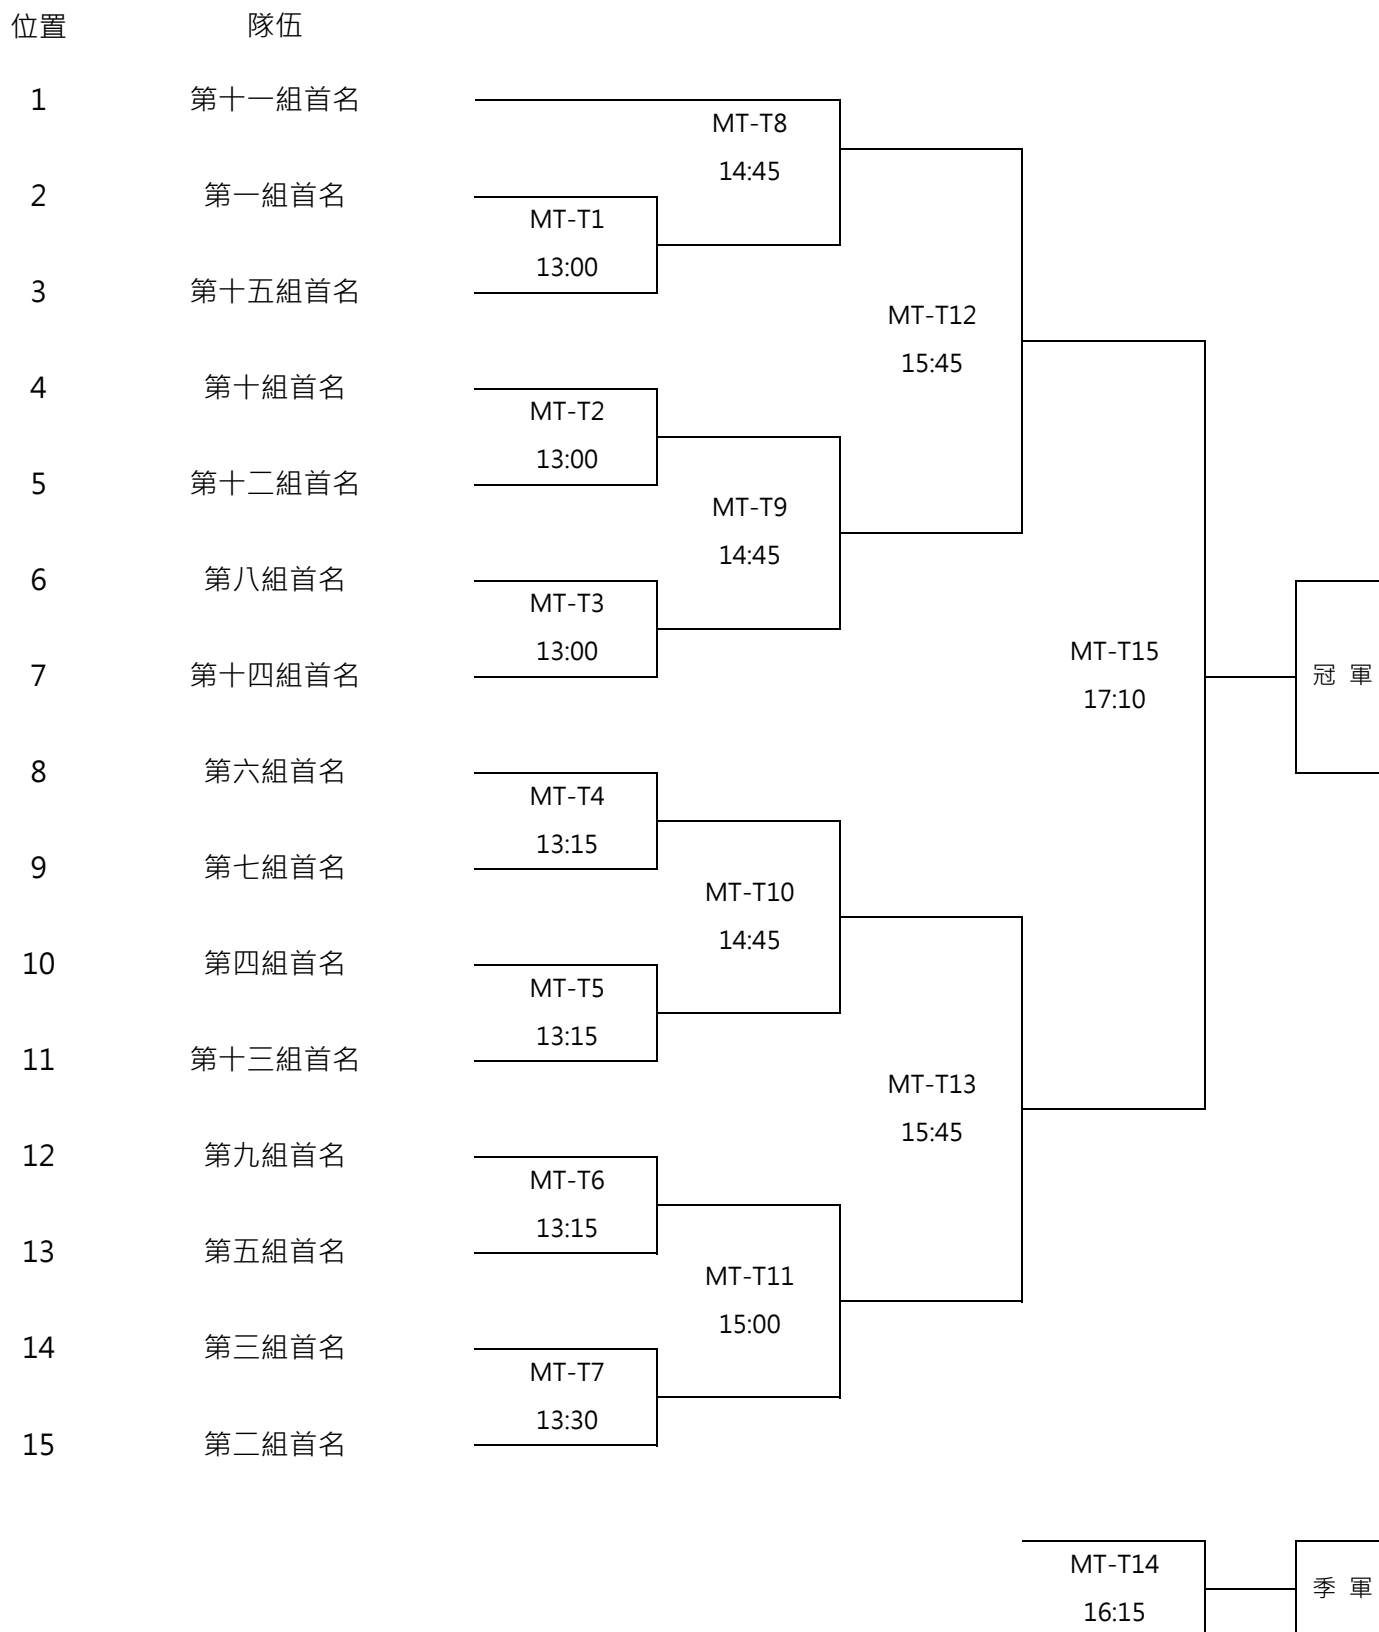 位置 隊伍
1 第十一組首名
MT-T8
14:45
2 第一組首名
MT-T1
13:00
3 第十五組首名
MT-T12
15:45
4 第十組首名
MT-T2
13:00
5 第十二組首名
MT-T9
14:45
6 第八組首名
MT-T3
13:00
7 第十四組首名
MT-T15
17:10
冠 軍
8 第六組首名
MT-T4
13:15
9 第七組首名
MT-T10
14:45
10 第四組首名
MT-T5
13:15
11 第十三組首名
MT-T13
15:45
12 第九組首名
MT-T6
13:15
13 第五組首名
MT-T11
15:00
14 第三組首名
MT-T7
13:30
15 第二組首名
MT-T14
16:15
季 軍